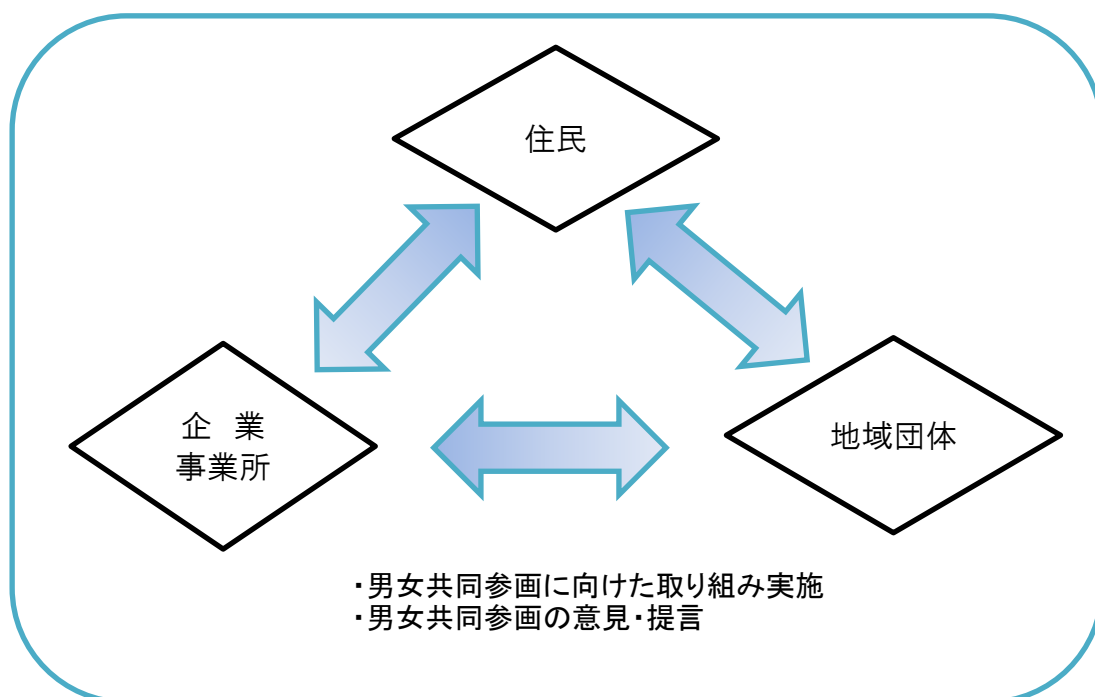 住民
企　業
事業所
地域団体
・男女共同参画に向けた取り組み実施
・男女共同参画の意見・提言